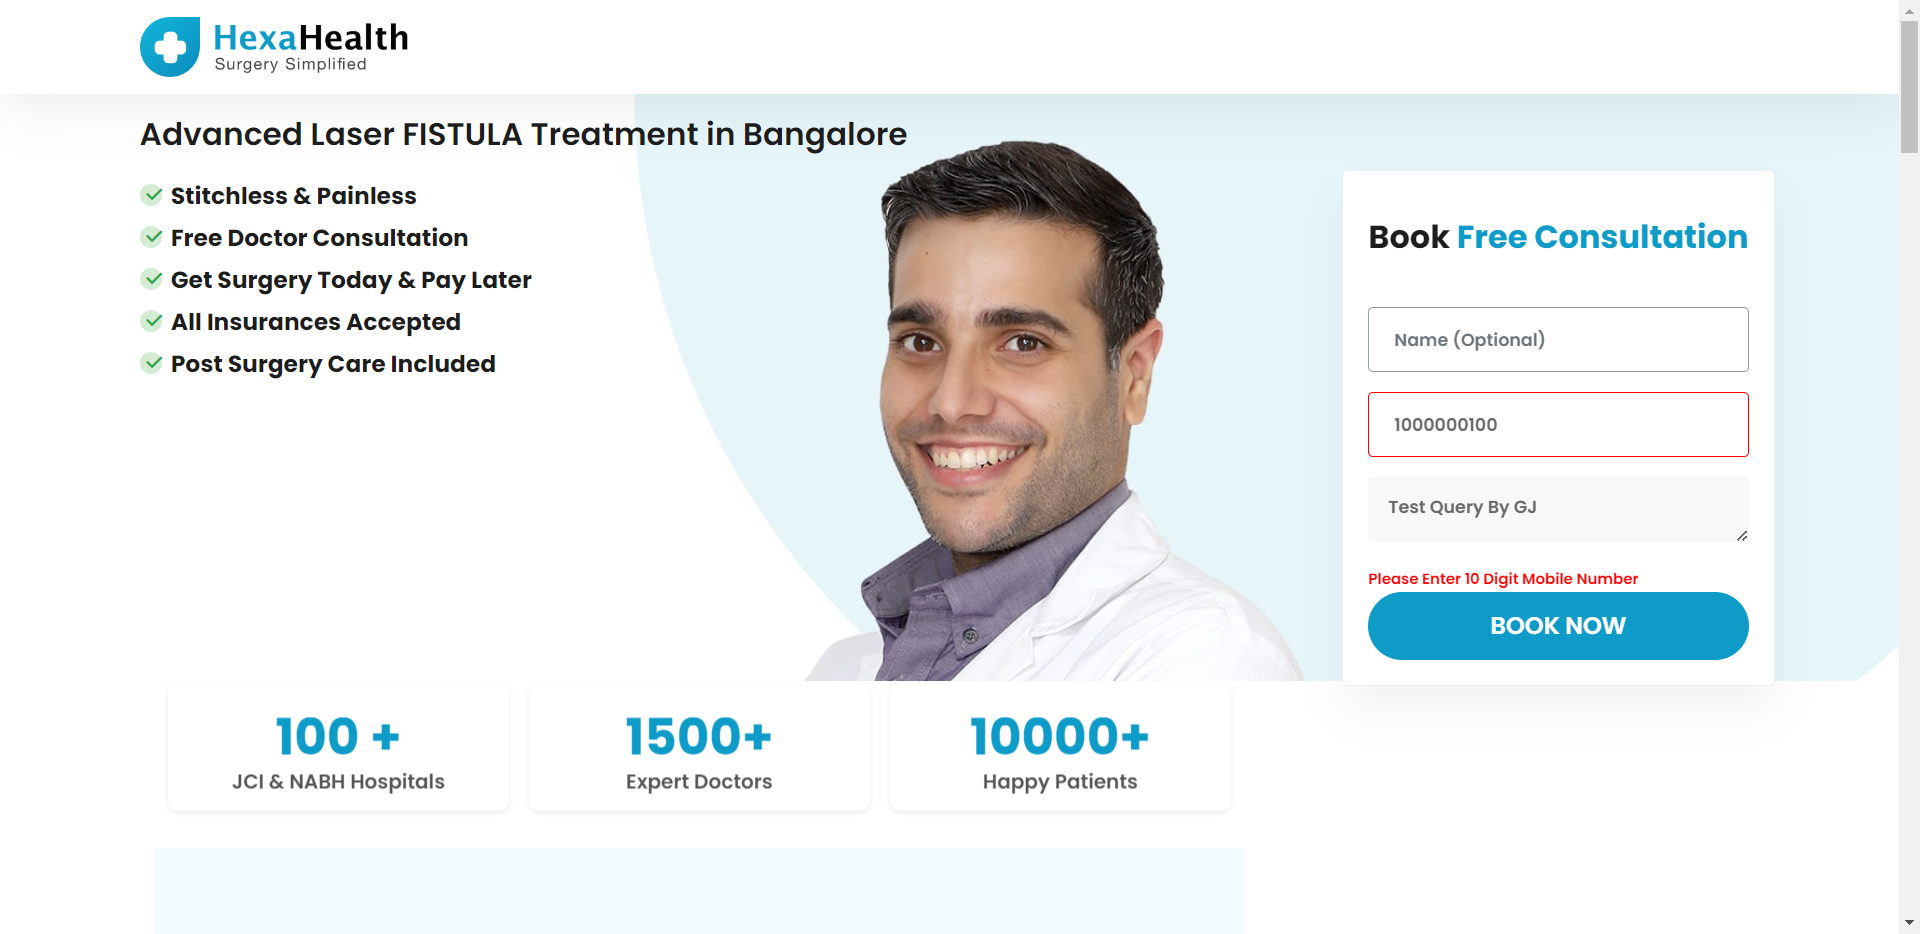 HexaHealth
Surgery Simplified
Advanced Laser FISTULA Treatment in Bangalore
Stitchless & Painless
Free Doctor Consultation
Get Surgery Today & Pay Later
All Insurances Accepted
Post Surgery Care Included
Book Free Consultation
Name (Optional)
1000000100
Test Query By GJ
Please Enter 10 Digit Mobile Number
BOOK NOW
100 +
JCI & NABH Hospitals
1500+
Expert Doctors
10000+
Happy Patients